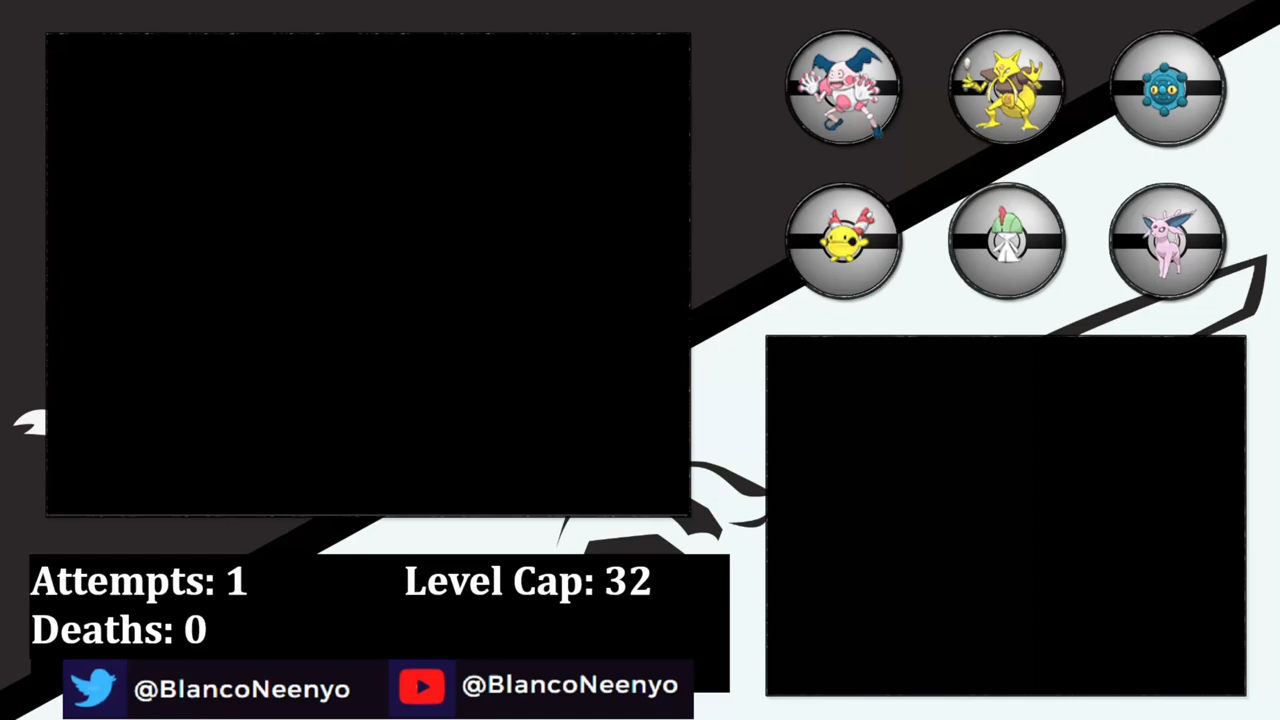 Attempts: 1
Level Cap: 32
Deaths: 0
@BlancoNeenyo
@BlancoNeenyo